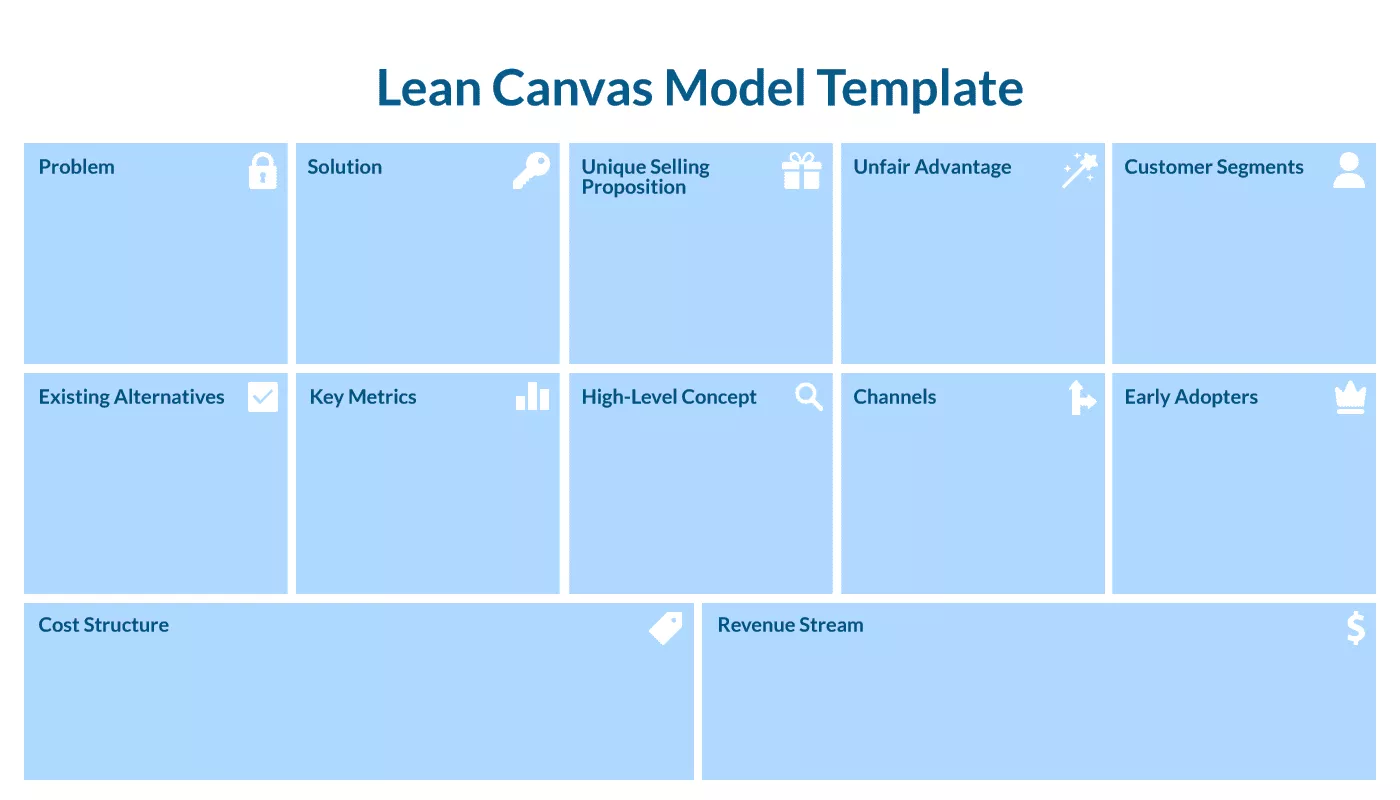 Lean Canvas Model Template
Problem
Solution
Unique Selling
Proposition
Unfair Advantage
Customer Segments
Existing Alternatives
Key Metrics
High-Level Concept
Channels
Early Adopters
Cost Structure
Revenue Stream
$